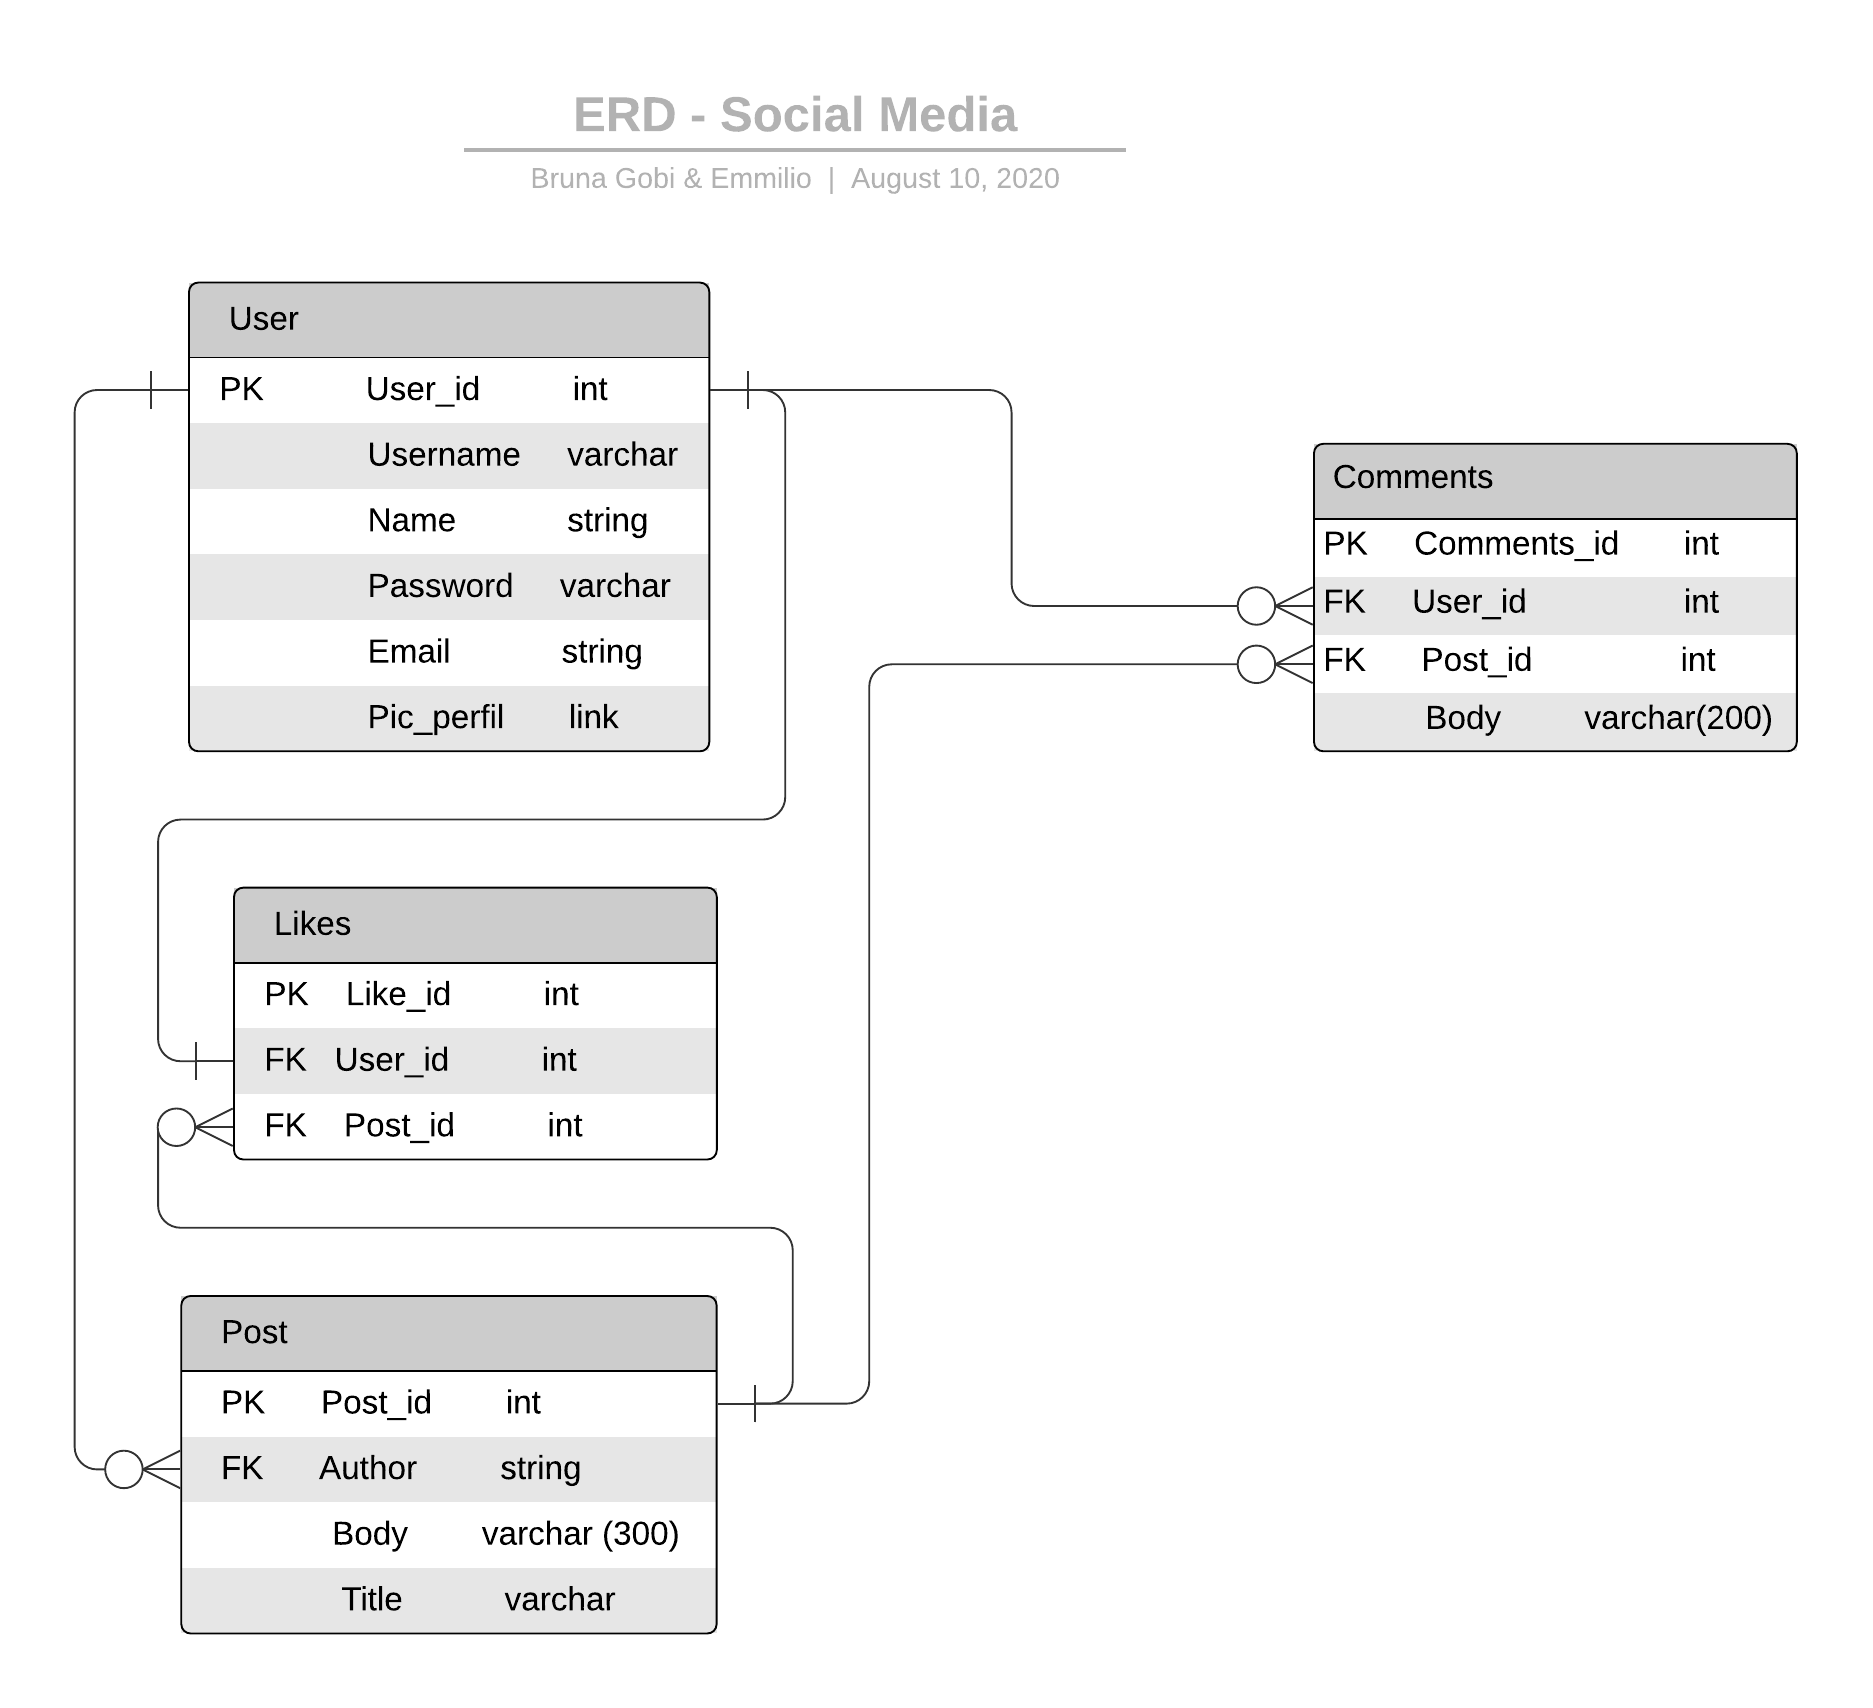 ERD - Social Media
Bruna Gobi & Emmilio | August 10, 2020
User
PK User_id int
Username varchar
Name string
Password varchar
Email string
Pic_perfil link
Comments
PK Comments_id int
FK User_id int
FK Post_id int
Body varchar(200)
Likes
PK Like_id int
FK User_id int
FK Post_id int
Post
PK Post_id int
FK Author string
Body varchar (300)
Title varchar